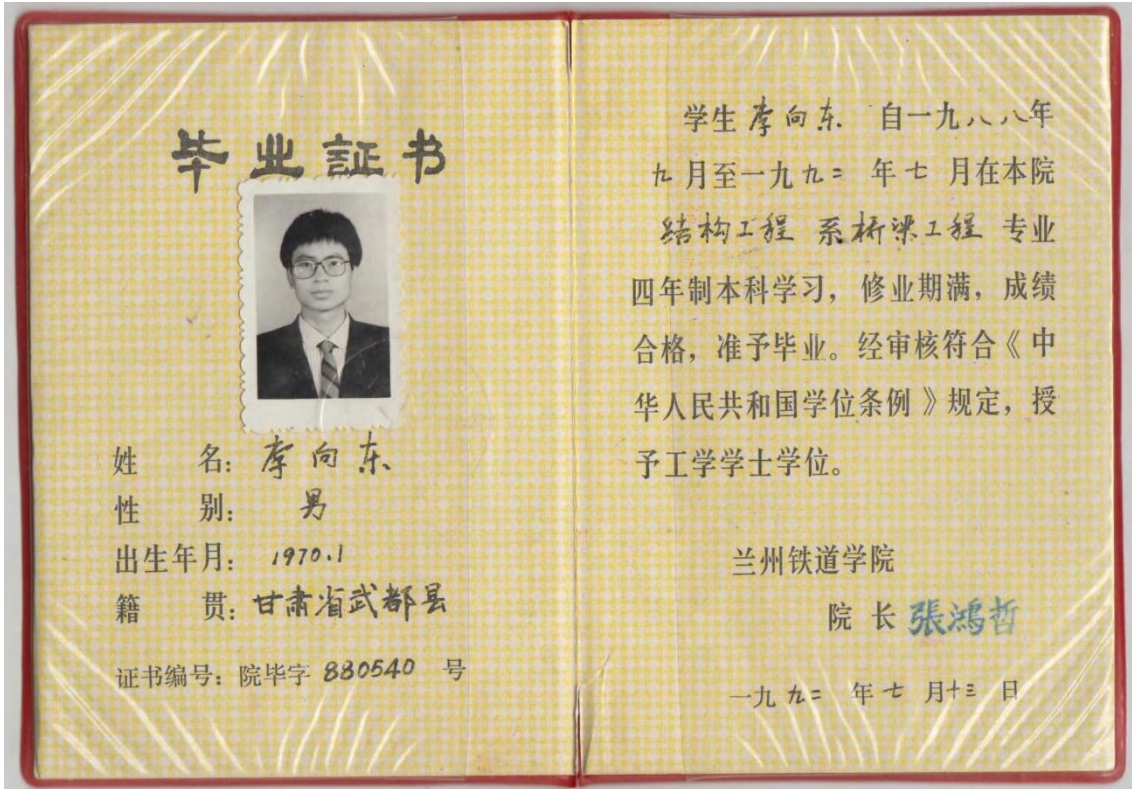 毕业証书
姓 名：李向东
性 别：男
出生年月：1970.1
籍 贯：甘肃省武都县
证书编号：院毕字 880540 号
学生李向东 自一九八八年
九月至一九九二 年七 月在本院
结构工程 系桥梁工程 专业
四年制本科学习，修业期满，成绩
合格，准予毕业。经审核符合《中
华人民共和国学位条例》规定，授
予工学学士学位。
兰州铁道学院
院 长 張鴻哲
一九九二 年七 月十三 日